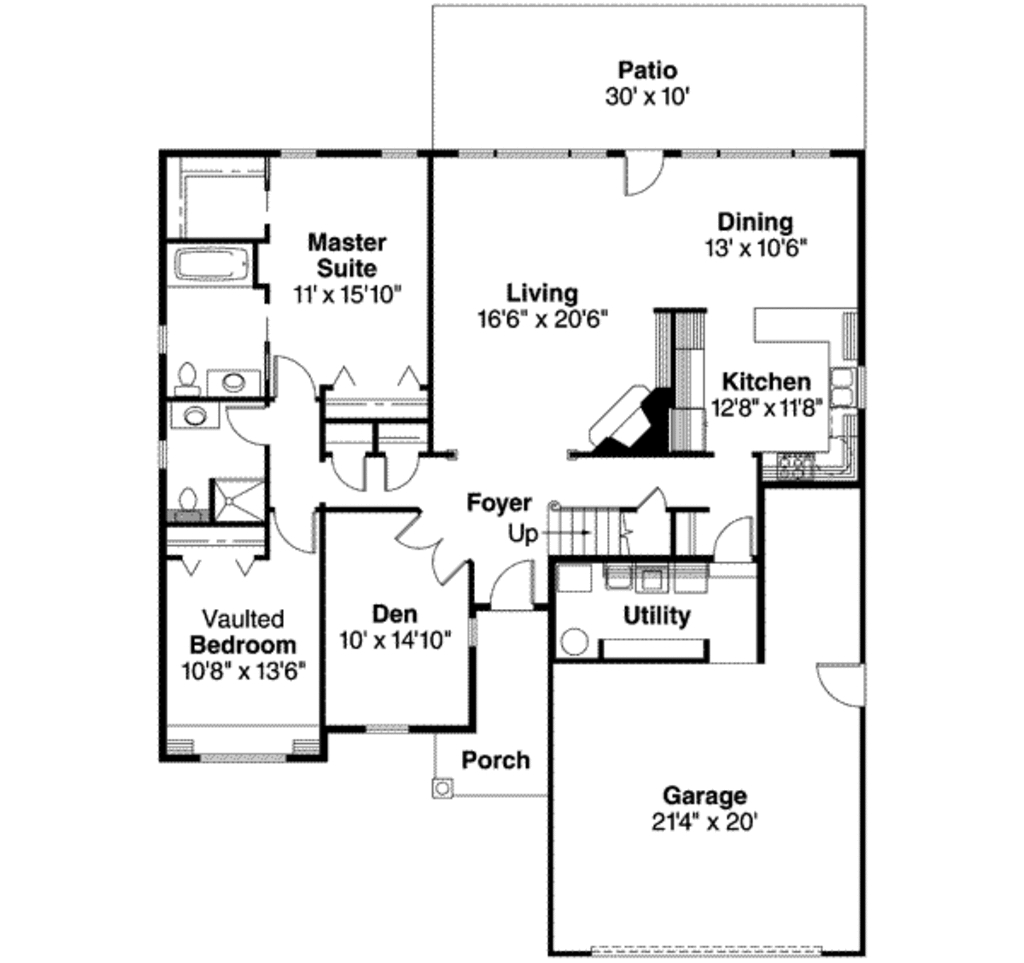 Patio
30' x 10'
Dining
13' x 10'6"
Master
Suite
11' x 15'10"
Living
16'6" x 20'6"
Kitchen
12'8" x 11'8"
Foyer
Up
Vaulted
Bedroom
10'8" x 13'6"
Den
10' x 14'10"
Utility
Porch
Garage
21'4" x 20'